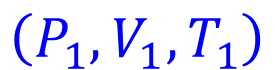 (P₁, V₁, T₁)